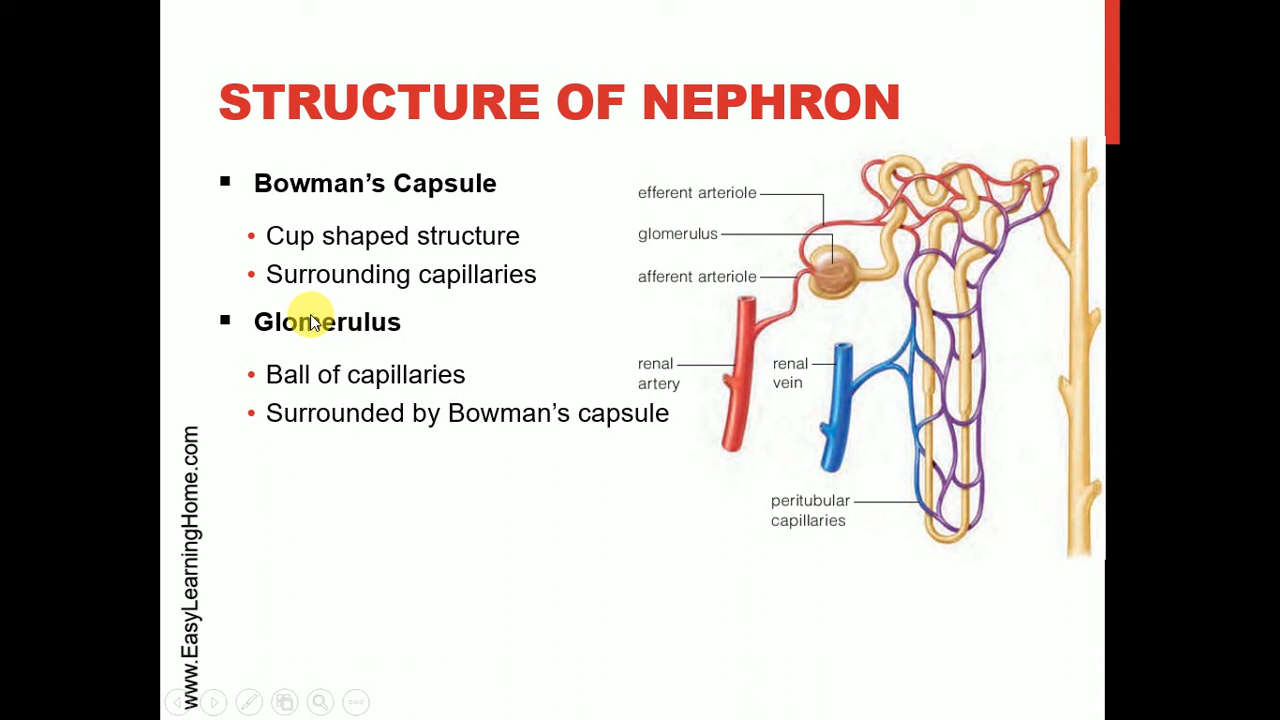 STRUCTURE OF NEPHRON
Bowman's Capsule
Cup shaped structure
Surrounding capillaries
Glomerulus
Ball of capillaries
Surrounded by Bowman's capsule
efferent arteriole
glomerulus
afferent arteriole
renal
artery
renal
vein
peritubular
capillaries
www.EasyLearningHome.com